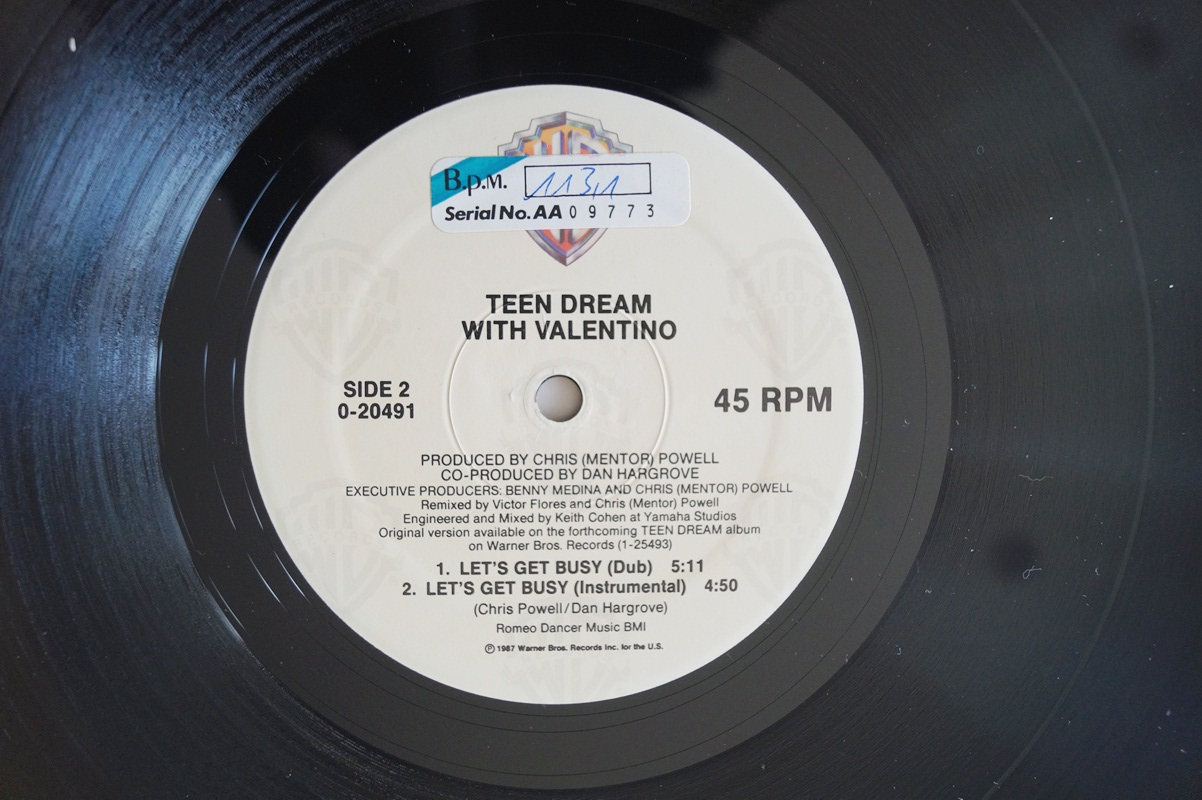 B.p.M. 113,1
Serial No. AA 09773
TEEN DREAM
WITH VALENTINO
SIDE 2
0-20491
45 RPM
PRODUCED BY CHRIS (MENTOR) POWELL
CO-PRODUCED BY DAN HARGROVE
EXECUTIVE PRODUCERS: BENNY MEDINA AND CHRIS (MENTOR) POWELL
Remixed by Victor Flores and Chris (Mentor) Powell
Engineered and Mixed by Keith Cohen at Yamaha Studios
Original version available on the forthcoming TEEN DREAM album
on Warner Bros. Records (1-25493)
1. LET'S GET BUSY (Dub) 5:11
2. LET'S GET BUSY (Instrumental) 4:50
(Chris Powell/Dan Hargrove)
Romeo Dancer Music BMI
℗ 1987 Warner Bros. Records Inc. for the U.S.